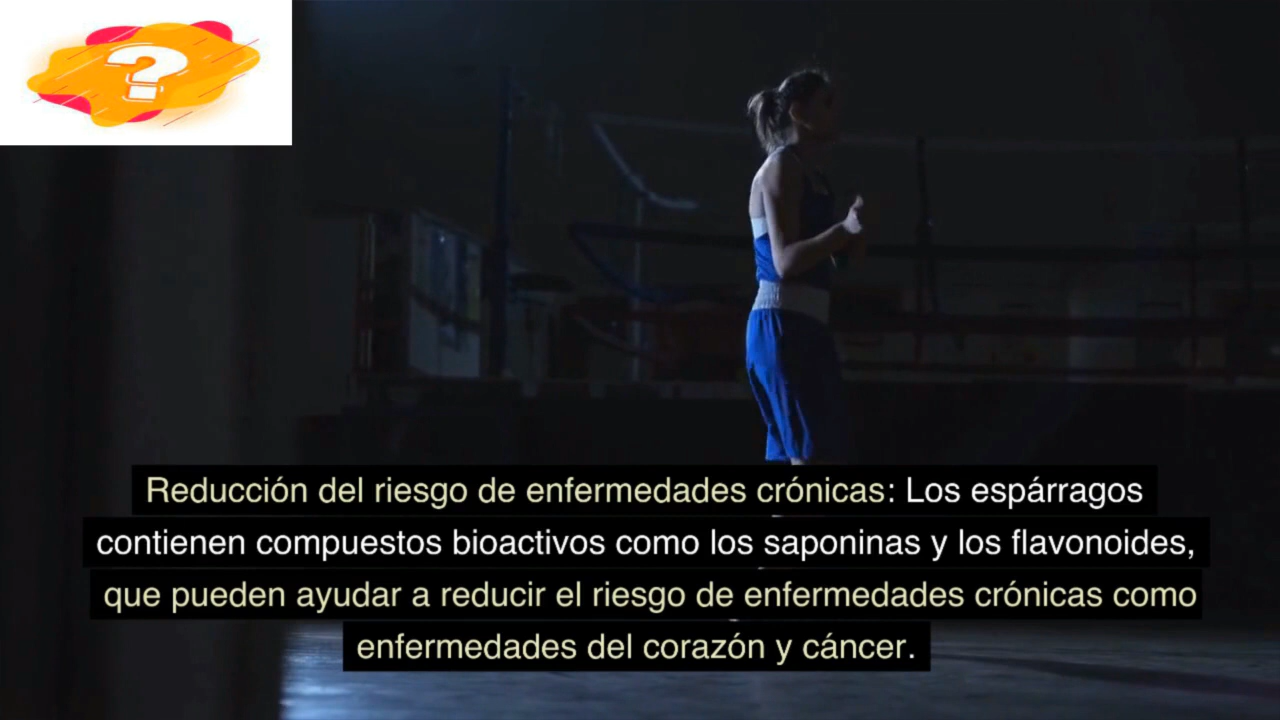 ?
Reducción del riesgo de enfermedades crónicas: Los espárragos
contienen compuestos bioactivos como los saponinas y los flavonoides,
que pueden ayudar a reducir el riesgo de enfermedades crónicas como
enfermedades del corazón y cáncer.